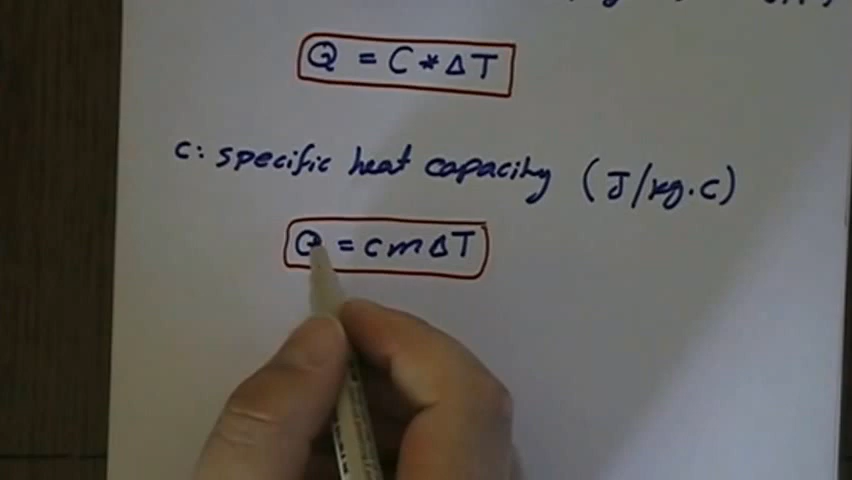 Q = C * ΔT
c: specific heat capacity (J/kg.c)
Q = cmΔT